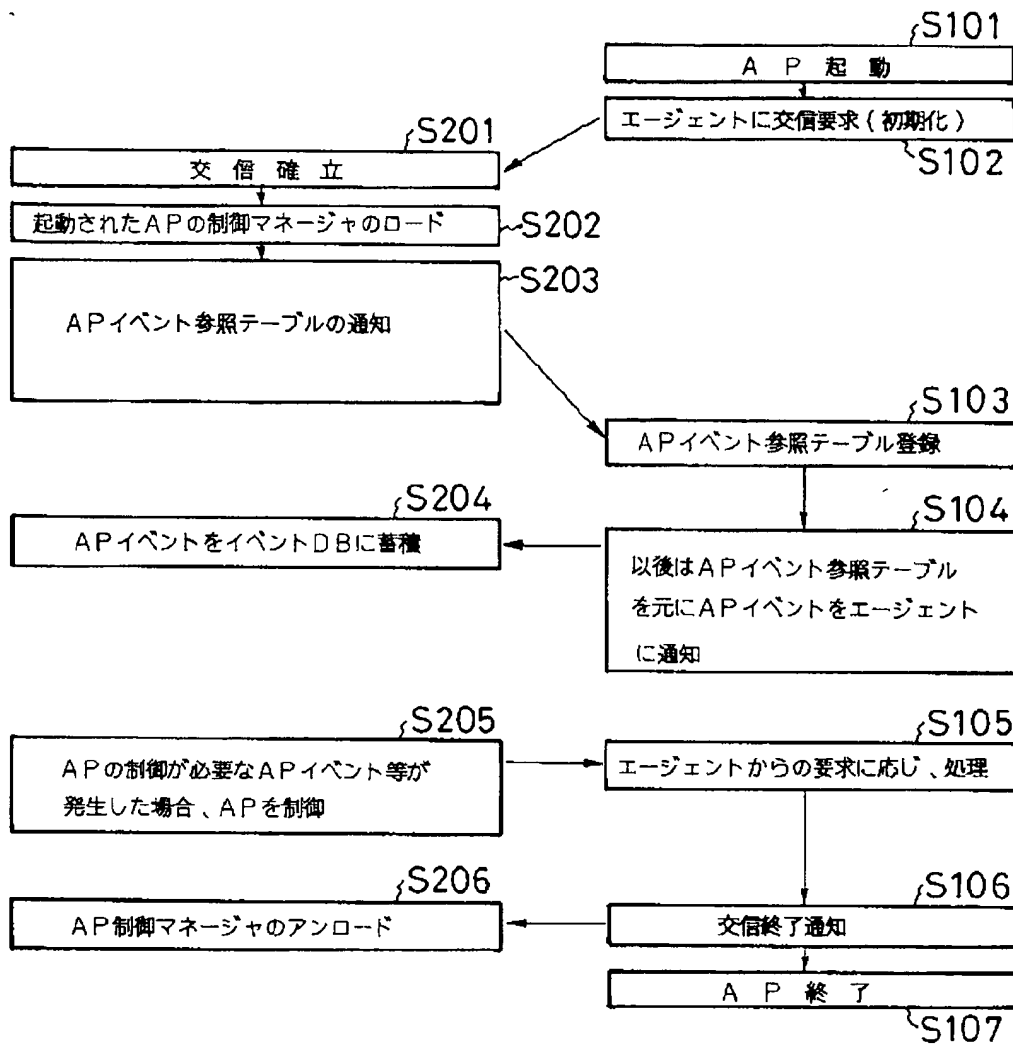 S101
AP起動
エージェントに交信要求(初期化)
S102
S201
交信確立
起動されたAPの制御マネージャのロード
S202
S203
APイベント参照テーブルの通知
S103
APイベント参照テーブル登録
S204
APイベントをイベントDBに蓄積
S104
以後はAPイベント参照テーブル
を元にAPイベントをエージェント
に通知
S205
APの制御が必要なAPイベント等が
発生した場合、APを制御
S105
エージェントからの要求に応じ、処理
S206
AP制御マネージャのアンロード
S106
交信終了通知
AP終了
S107